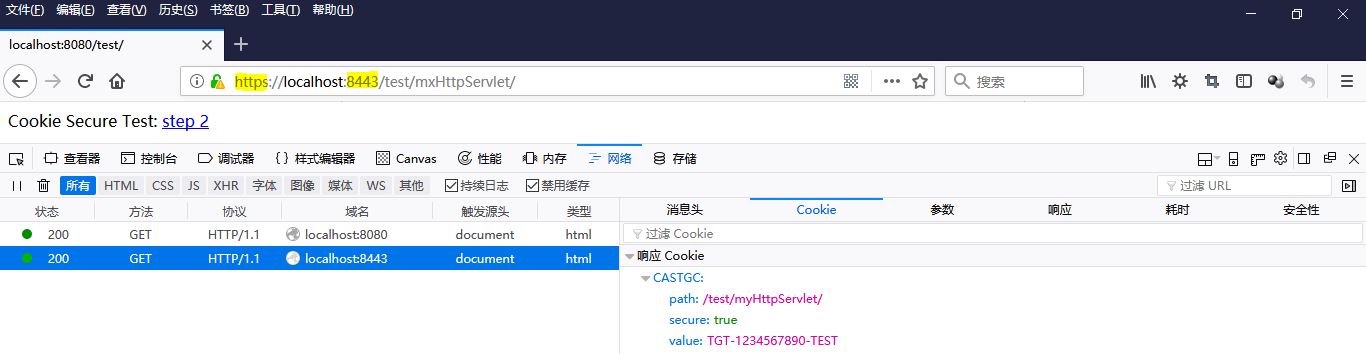 文件(F) 编辑(E) 查看(V) 历史(S) 书签(B) 工具(T) 帮助(H)
localhost:8080/test/
https://localhost:8443/test/mxHttpServlet/
搜索
Cookie Secure Test: step 2
查看器 控制台 调试器 样式编辑器 Canvas 性能 内存 网络 存储
所有 HTML CSS JS XHR 字体 图像 媒体 WS 其他 持续日志 禁用缓存 过滤 URL
状态 方法 协议 域名 触发源头 类型 消息头 Cookie 参数 响应 耗时 安全性
200 GET HTTP/1.1 localhost:8080 document html 过滤 Cookie
200 GET HTTP/1.1 localhost:8443 document html 响应 Cookie
CASTGC:
path: /test/myHttpServlet/
secure: true
value: TGT-1234567890-TEST